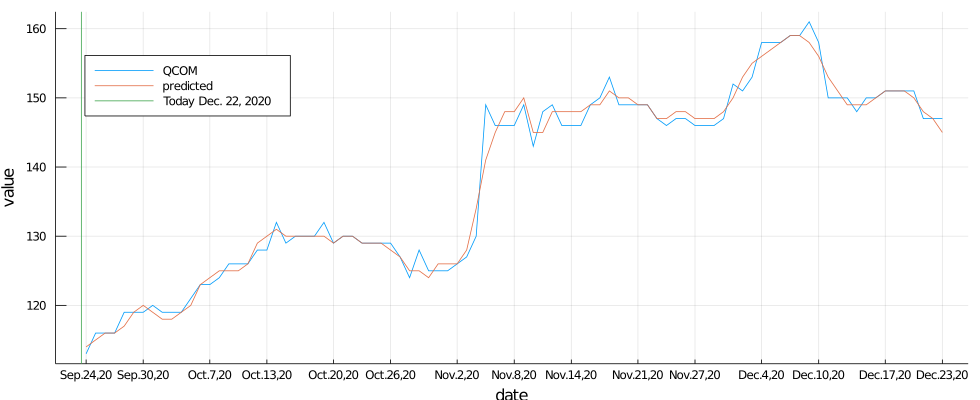 160
150
140
130
120
value
QCOM
predicted
Today Dec. 22, 2020
Sep.24,20 Sep.30,20 Oct.7,20 Oct.13,20 Oct.20,20 Oct.26,20 Nov.2,20 Nov.8,20 Nov.14,20 Nov.21,20 Nov.27,20 Dec.4,20 Dec.10,20 Dec.17,20 Dec.23,20
date